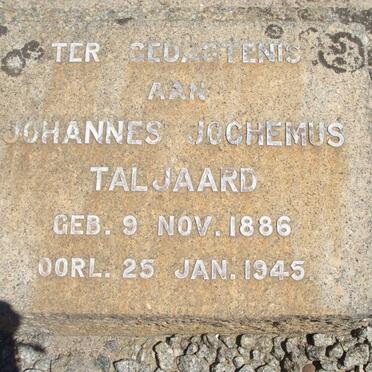 TER GEDAGTENIS
AAN
JOHANNES JOCHEMUS
TALJAARD
GEB. 9 NOV. 1886
OORL. 25 JAN. 1945